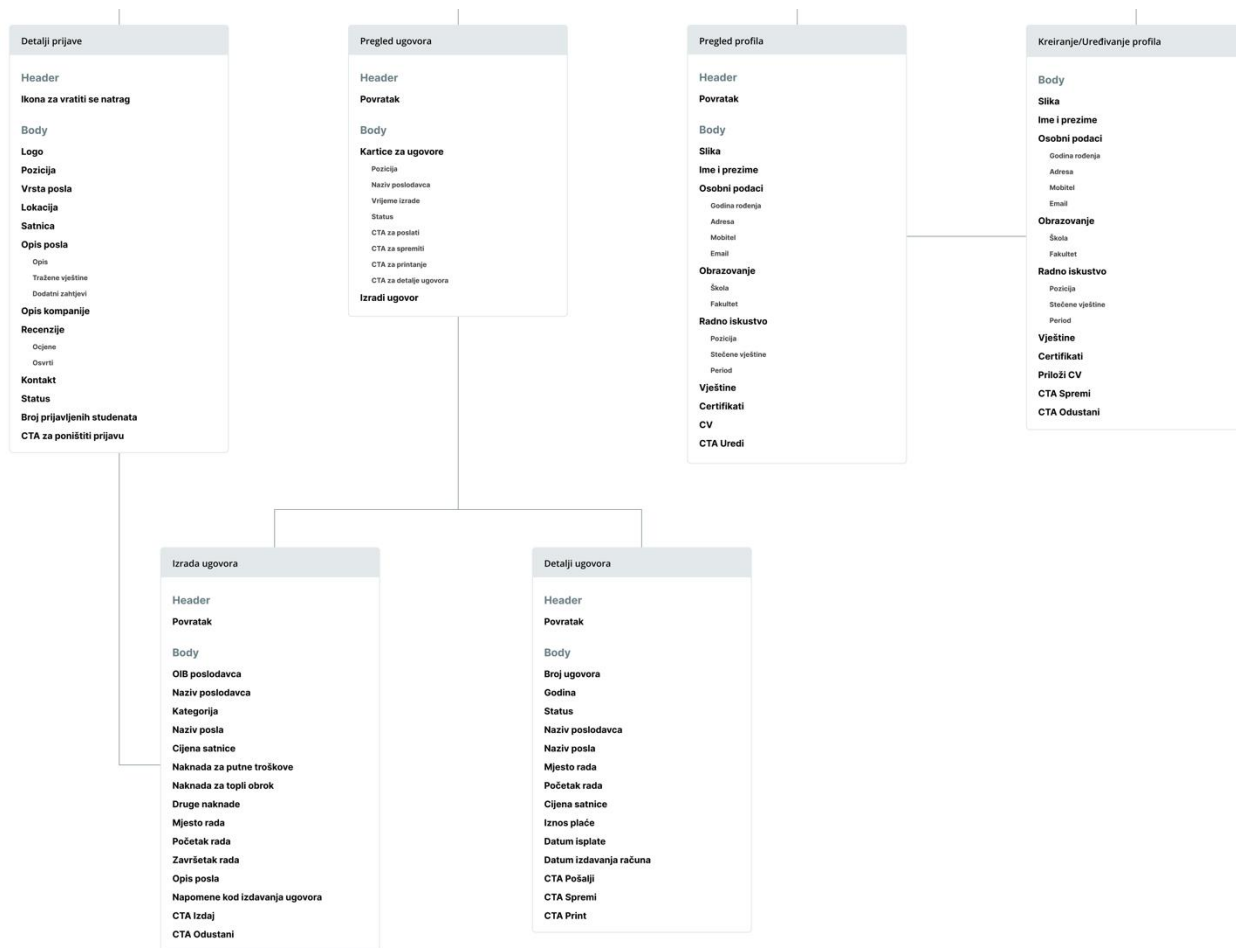 Detalji prijave
Header
Ikona za vratiti se natrag
Body
Logo
Pozicija
Vrsta posla
Lokacija
Satnica
Opis posla
Opis
Tražene vještine
Dodatni zahtjevi
Opis kompanije
Recenzije
Ocjene
Osvrti
Kontakt
Status
Broj prijavljenih studenata
CTA za poništiti prijavu
Pregled ugovora
Header
Povratak
Body
Kartice za ugovore
Pozicija
Naziv poslodavca
Vrijeme izrade
Status
CTA za poslati
CTA za spremiti
CTA za printanje
CTA za detalje ugovora
Izradi ugovor
Pregled profila
Header
Povratak
Body
Slika
Ime i prezime
Osobni podaci
Godina rođenja
Adresa
Mobitel
Email
Obrazovanje
Škola
Fakultet
Radno iskustvo
Pozicija
Stečene vještine
Period
Vještine
Certifikati
CV
CTA Uredi
Kreiranje/Uređivanje profila
Body
Slika
Ime i prezime
Osobni podaci
Godina rođenja
Adresa
Mobitel
Email
Obrazovanje
Škola
Fakultet
Radno iskustvo
Pozicija
Stečene vještine
Period
Vještine
Certifikati
Priloži CV
CTA Spremi
CTA Odustani
Izrada ugovora
Header
Povratak
Body
OIB poslodavca
Naziv poslodavca
Kategorija
Naziv posla
Cijena satnice
Naknada za putne troškove
Naknada za topli obrok
Druge naknade
Mjesto rada
Početak rada
Završetak rada
Opis posla
Napomene kod izdavanja ugovora
CTA Izdaj
CTA Odustani
Detalji ugovora
Header
Povratak
Body
Broj ugovora
Godina
Status
Naziv poslodavca
Naziv posla
Mjesto rada
Početak rada
Cijena satnice
Iznos plaće
Datum isplate
Datum izdavanja računa
CTA Pošalji
CTA Spremi
CTA Print